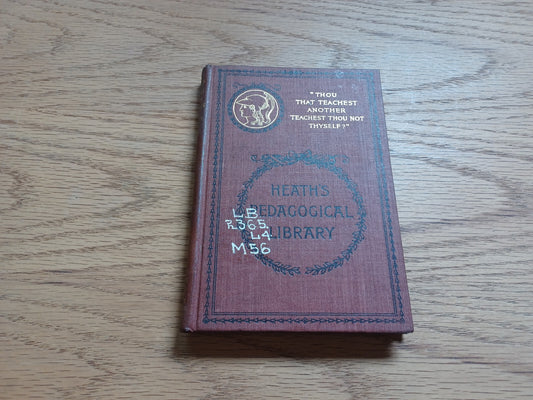 "THOU
THAT TEACHEST
ANOTHER
TEACHEST THOU NOT
THYSELF?"
HEATH'S
PEDAGOGICAL
LIBRARY
LB
R365
L4
M56